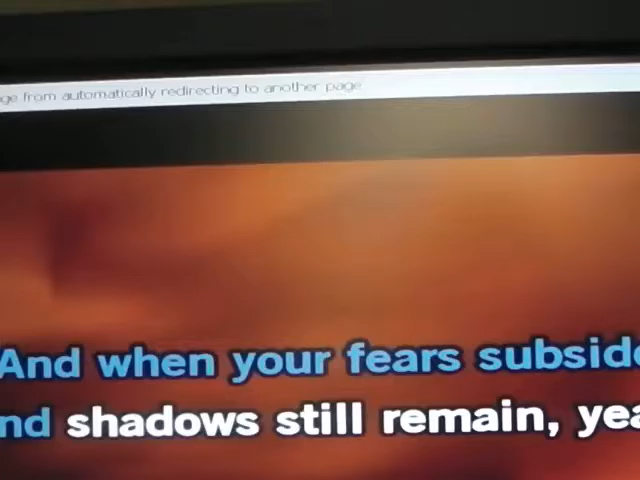 ge from automatically redirecting to another page
And when your fears subside
nd shadows still remain, yea